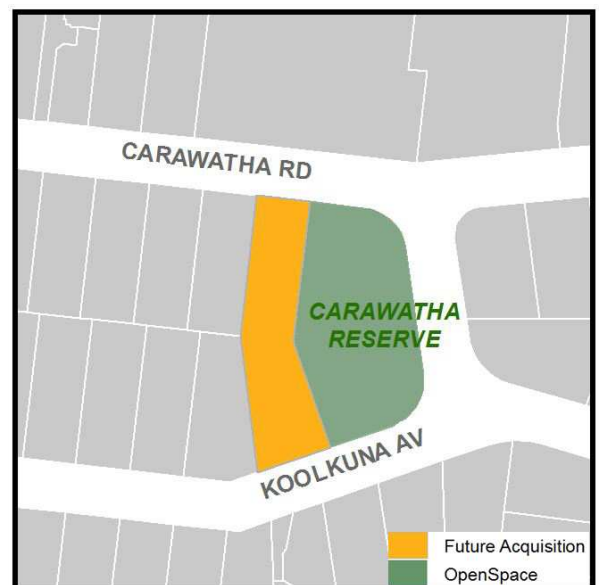 CARAWATHA RD
CARAWATHA
RESERVE
KOOLKUNA AV
Future Acquisition
OpenSpace